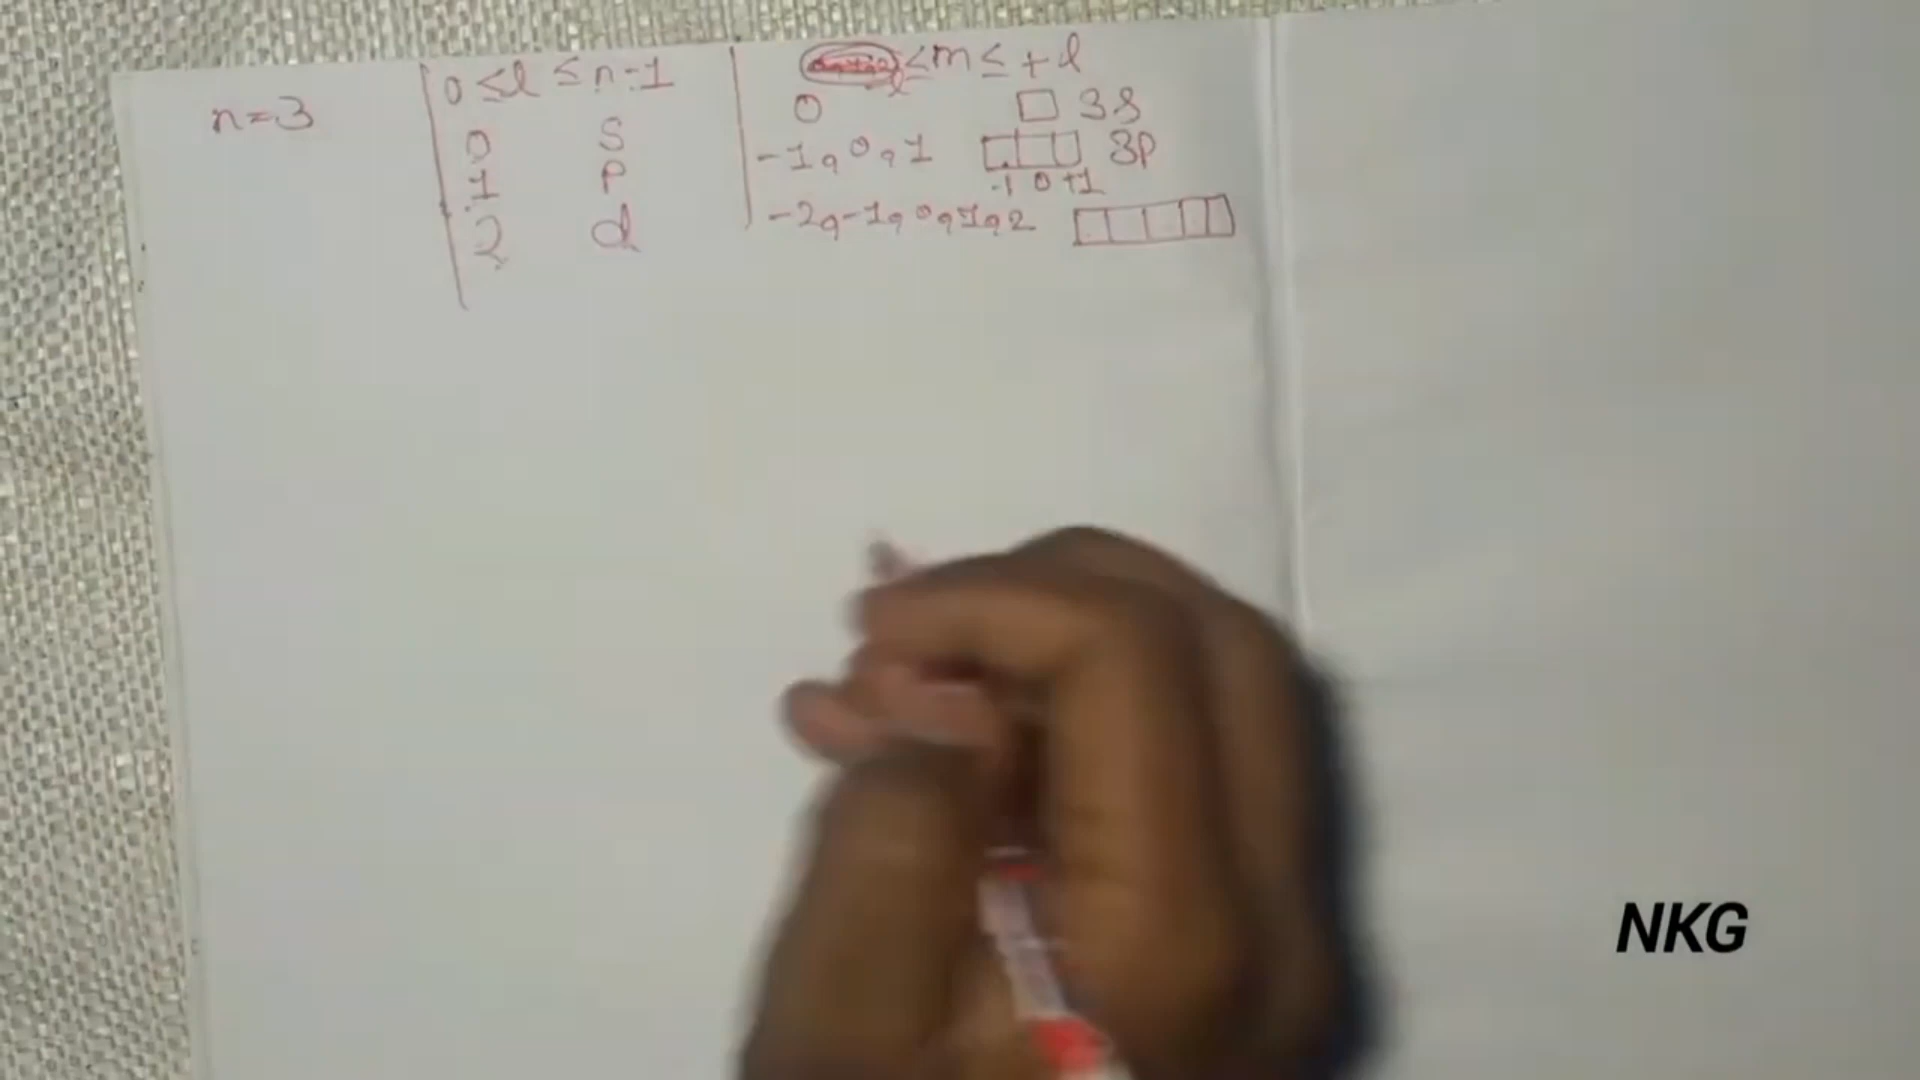 n=3
0 ≤ l ≤ n-1
≤ m ≤ + l
0 S 0 3s
1 P -1, 0, 1 3p
-1 0 +1
2 d -2, -1, 0, 1, 2
NKG